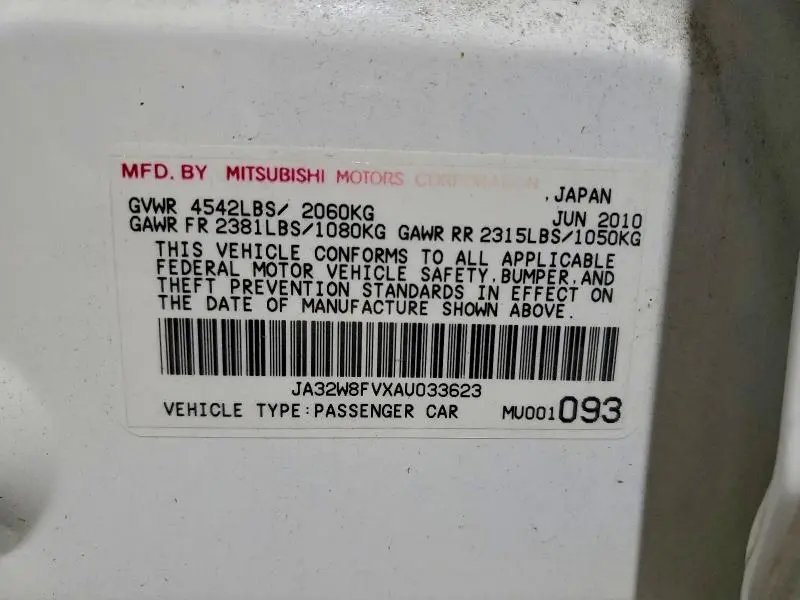 MFD. BY MITSUBISHI MOTORS CORPORATION
, JAPAN
GVWR 4542LBS/ 2060KG JUN 2010
GAWR FR 2381LBS/1080KG GAWR RR 2315LBS/1050KG
THIS VEHICLE CONFORMS TO ALL APPLICABLE
FEDERAL MOTOR VEHICLE SAFETY,BUMPER,AND
THEFT PREVENTION STANDARDS IN EFFECT ON
THE DATE OF MANUFACTURE SHOWN ABOVE.
JA32W8FVXAU033623
VEHICLE TYPE:PASSENGER CAR MU001093